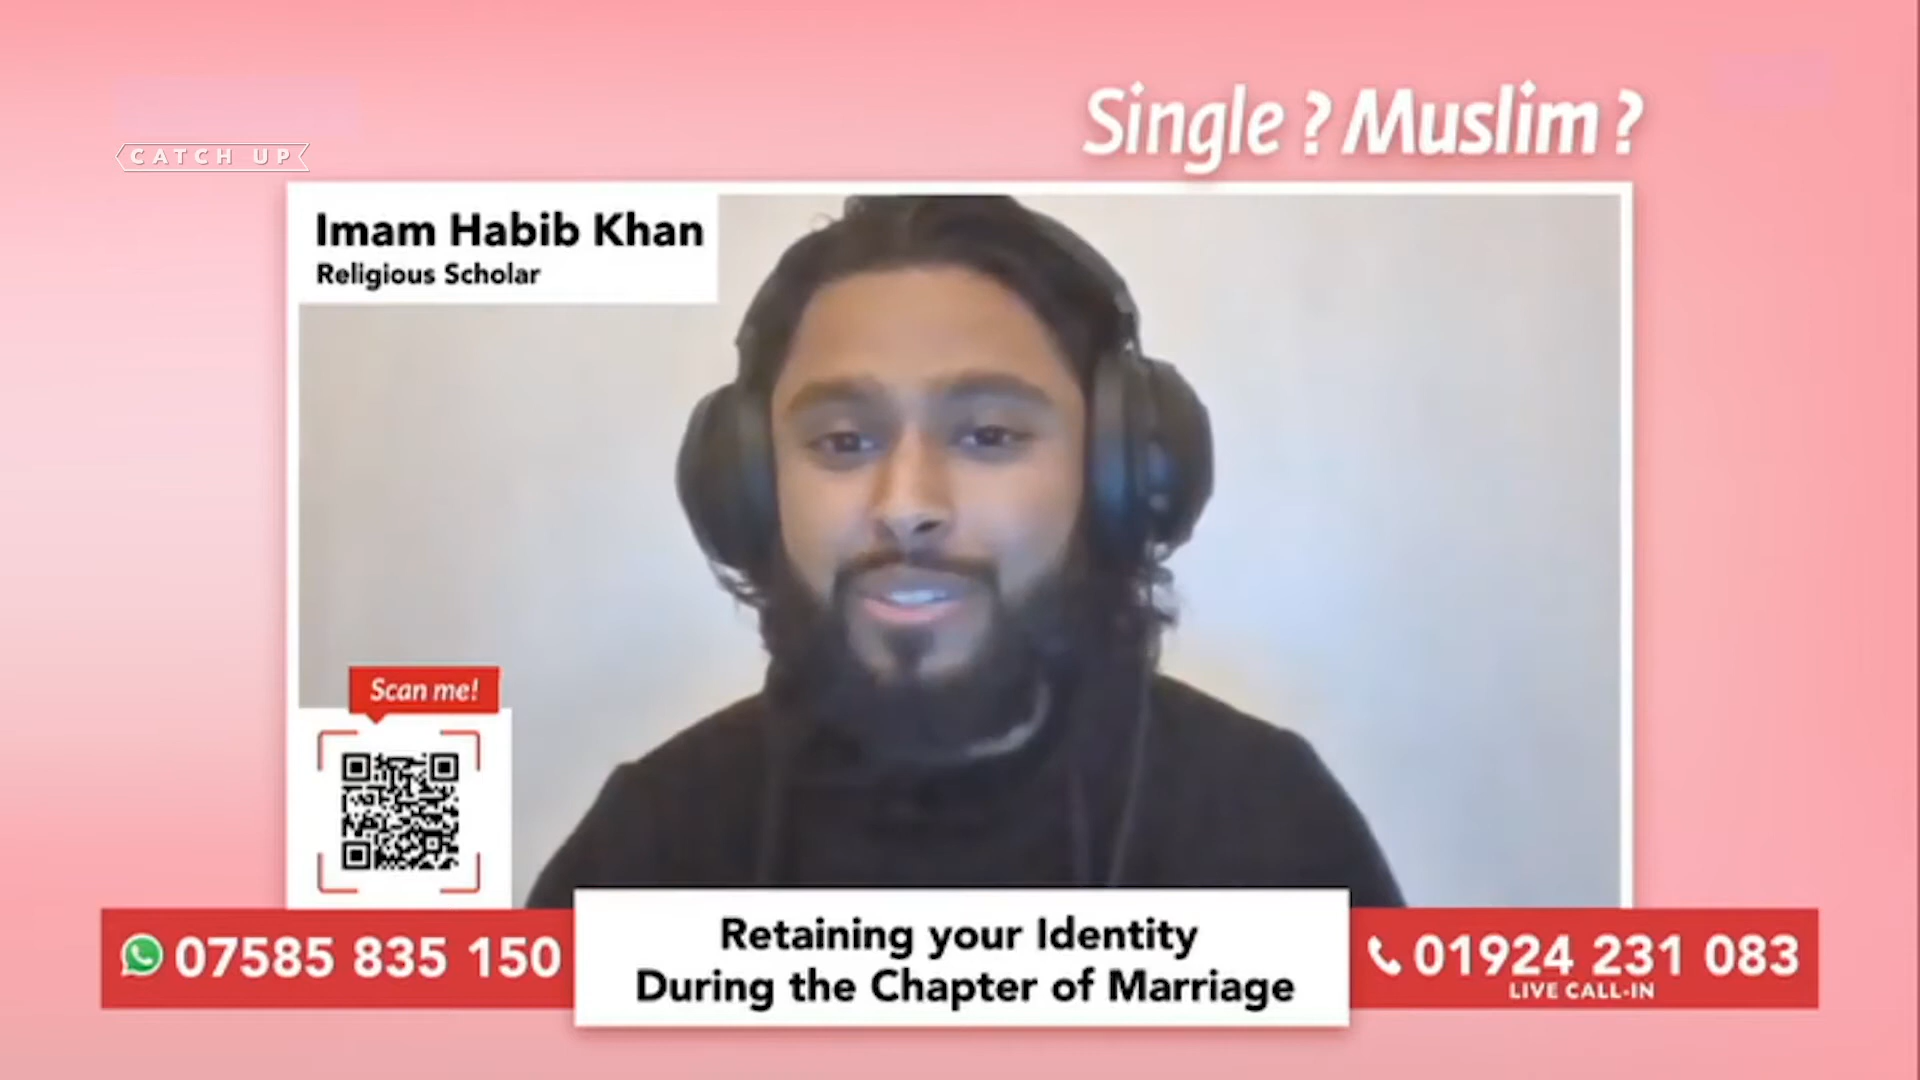 Single ? Muslim ?
CATCH UP
Imam Habib Khan
Religious Scholar
Scan me!
07585 835 150
Retaining your Identity
During the Chapter of Marriage
01924 231 083
LIVE CALL-IN